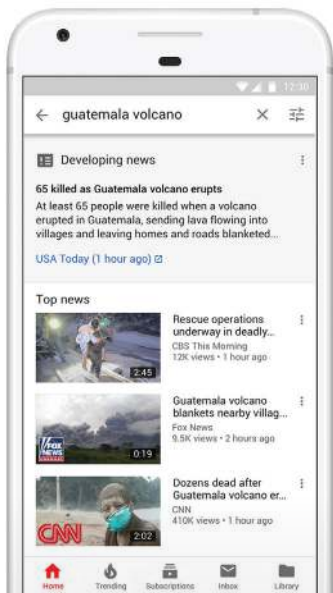 12:30
guatemala volcano
Developing news
65 killed as Guatemala volcano erupts
At least 65 people were killed when a volcano
erupted in Guatemala, sending lava flowing into
villages and leaving homes and roads blanketed...
USA Today (1 hour ago)
Top news
Rescue operations
underway in deadly...
CBS This Morning
12K views • 1 hour ago
2:45
Guatemala volcano
blankets nearby villag...
Fox News
9.5K views • 2 hours ago
FOX
NEWS
0:19
Dozens dead after
Guatemala volcano er...
CNN
410K views • 1 hour ago
CNN
2:02
Home Trending Subscriptions Inbox Library